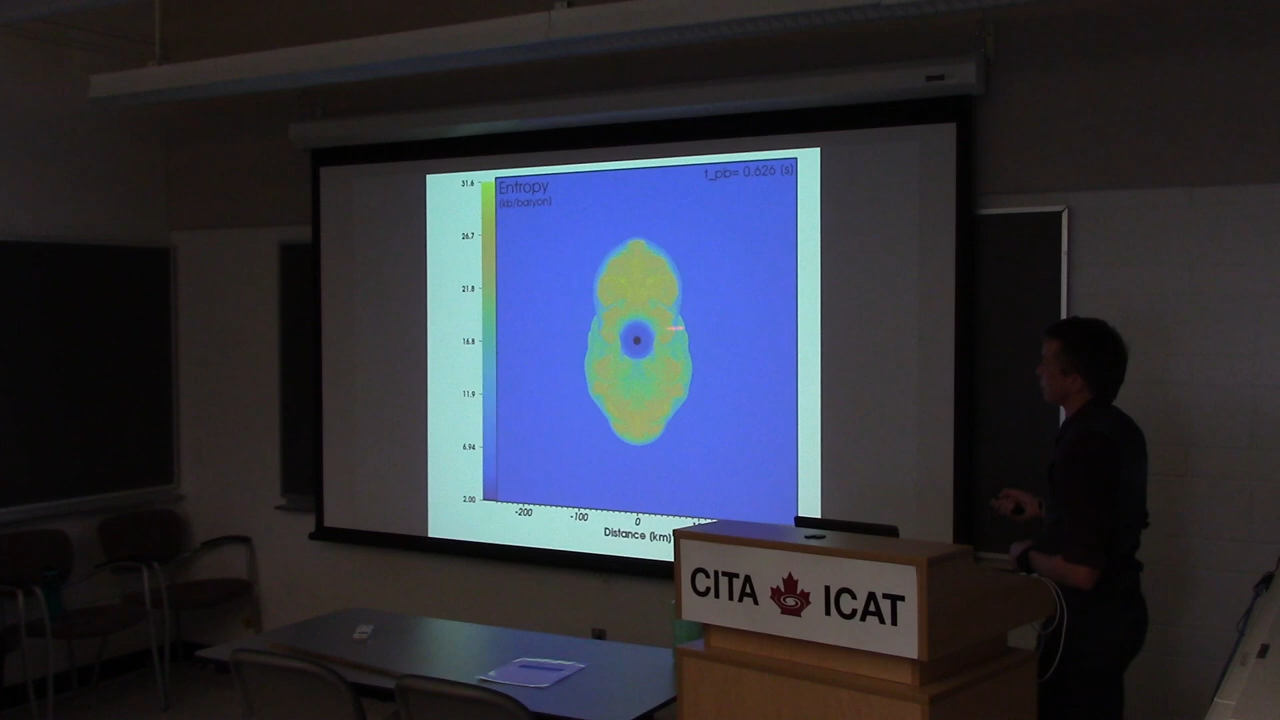 31.6
Entropy
(kb/baryon)
t_pb= 0.626 (s)
26.7
21.8
16.8
11.9
6.94
2.00
-200
-100
0
Distance (km)
CITA ICAT